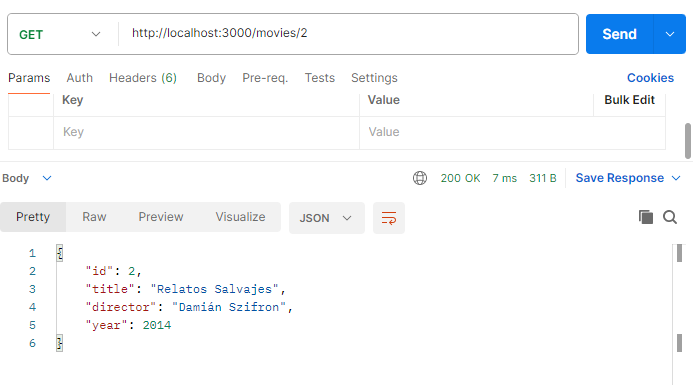 GET http://localhost:3000/movies/2 Send
Params Auth Headers (6) Body Pre-req. Tests Settings Cookies
Key Value Bulk Edit
Key Value
Body 200 OK 7 ms 311 B Save Response
Pretty Raw Preview Visualize JSON
1 {
2 "id": 2,
3 "title": "Relatos Salvajes",
4 "director": "Damián Szifron",
5 "year": 2014
6 }